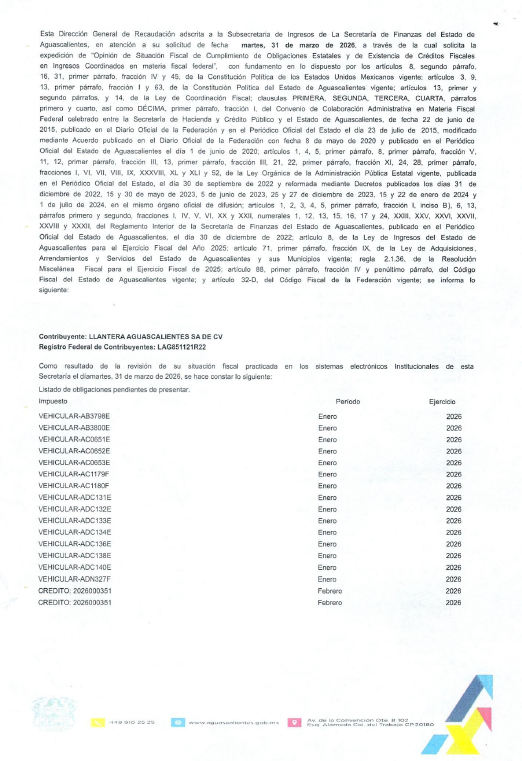 Esta Dirección General de Recaudación adscrita a la Subsecretaria de Ingresos de La Secretaría de Finanzas del Estado de
Aguascalientes, en atención a su solicitud de fecha martes, 31 de marzo de 2026, a través de la cual solicita la
expedición de "Opinión de Situación Fiscal de Cumplimiento de Obligaciones Estatales y de Existencia de Créditos Fiscales
en Ingresos Coordinados en materia fiscal federal", con fundamento en lo dispuesto por los artículos 8, segundo párrafo,
16, 31, primer párrafo, fracción IV y 45, de la Constitución Política de los Estados Unidos Mexicanos vigente; artículos 3, 9,
13, primer párrafo, fracción I y 63, de la Constitución Política del Estado de Aguascalientes vigente; artículos 13, primer y
segundo párrafos, y 14, de la Ley de Coordinación Fiscal; clausulas PRIMERA, SEGUNDA, TERCERA, CUARTA, párrafos
primero y cuarto, así como DÉCIMA, primer párrafo, fracción I, del Convenio de Colaboración Administrativa en Materia Fiscal
Federal celebrado entre la Secretaría de Hacienda y Crédito Público y el Estado de Aguascalientes, de fecha 22 de junio de
2015, publicado en el Diario Oficial de la Federación y en el Periódico Oficial del Estado el día 23 de julio de 2015, modificado
mediante Acuerdo publicado en el Diario Oficial de la Federación con fecha 8 de mayo de 2020 y publicado en el Periódico
Oficial del Estado de Aguascalientes el día 1 de junio de 2020, artículos 1, 4, 5, primer párrafo, 8, primer párrafo, fracción V,
11, 12, primer párrafo, fracción III, 13, primer párrafo, fracción III, 21, 22, primer párrafo, fracción XI, 24, 28, primer párrafo,
fracciones I, VI, VII, VIII, IX, XXXVIII, XL y XLI y 52, de la Ley Orgánica de la Administración Pública Estatal vigente, publicada
en el Periódico Oficial del Estado, el día 30 de septiembre de 2022 y reformada mediante Decretos publicados los días 31 de
diciembre de 2022, 15 y 30 de mayo de 2023, 5 de junio de 2023, 25 y 27 de diciembre de 2023, 15 y 22 de enero de 2024 y
1 de julio de 2024, en el mismo órgano oficial de difusión; artículos 1, 2, 3, 4, 5, primer párrafo, fracción I, inciso B), 6, 13,
párrafos primero y segundo, fracciones I, IV, V, VI, XX y XXII, numerales 1, 12, 13, 15, 16, 17 y 24, XXIII, XXV, XXVI, XXVII,
XXVIII y XXXII, del Reglamento Interior de la Secretaría de Finanzas del Estado de Aguascalientes, publicado en el Periódico
Oficial del Estado de Aguascalientes, el día 30 de diciembre de 2022; artículo 8, de la Ley de Ingresos del Estado de
Aguascalientes para el Ejercicio Fiscal del Año 2025; artículo 71, primer párrafo, fracción IX, de la Ley de Adquisiciones,
Arrendamientos y Servicios del Estado de Aguascalientes y sus Municipios vigente; regla 2.1.36, de la Resolución
Miscelánea Fiscal para el Ejercicio Fiscal de 2025; artículo 88, primer párrafo, fracción IV y penúltimo párrafo, del Código
Fiscal del Estado de Aguascalientes vigente; y artículo 32-D, del Código Fiscal de la Federación vigente; se informa lo
siguiente:
Contribuyente: LLANTERA AGUASCALIENTES SA DE CV
Registro Federal de Contribuyentes: LAG851121R22
Como resultado de la revisión de su situación fiscal practicada en los sistemas electrónicos Institucionales de esta
Secretaría el díamartes, 31 de marzo de 2026, se hace constar lo siguiente:
Listado de obligaciones pendientes de presentar.
Impuesto Período Ejercicio
VEHICULAR-AB3798E Enero 2026
VEHICULAR-AB3800E Enero 2026
VEHICULAR-AC0651E Enero 2026
VEHICULAR-AC0652E Enero 2026
VEHICULAR-AC0653E Enero 2026
VEHICULAR-AC1179F Enero 2026
VEHICULAR-AC1180F Enero 2026
VEHICULAR-ADC131E Enero 2026
VEHICULAR-ADC132E Enero 2026
VEHICULAR-ADC133E Enero 2026
VEHICULAR-ADC134E Enero 2026
VEHICULAR-ADC136E Enero 2026
VEHICULAR-ADC138E Enero 2026
VEHICULAR-ADC140E Enero 2026
VEHICULAR-ADN327F Enero 2026
CREDITO: 2026000351 Febrero 2026
CREDITO: 2026000351 Febrero 2026
449 910 25 25 www.aguascalientes.gob.mx Av. de la Convención Ote. # 102
Esq. Alameda Col. del Trabajo CP 20180